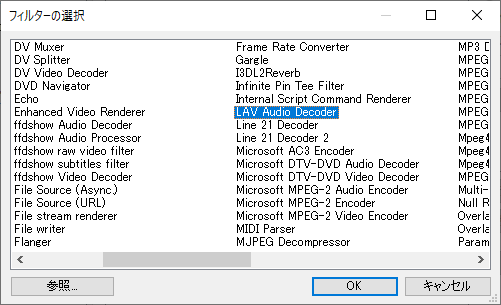 フィルターの選択
DV Muxer
DV Splitter
DV Video Decoder
DVD Navigator
Echo
Enhanced Video Renderer
ffdshow Audio Decoder
ffdshow Audio Processor
ffdshow raw video filter
ffdshow subtitles filter
ffdshow Video Decoder
File Source (Async.)
File Source (URL)
File stream renderer
File writer
Flanger
Frame Rate Converter
Gargle
I3DL2Reverb
Infinite Pin Tee Filter
Internal Script Command Renderer
LAV Audio Decoder
Line 21 Decoder
Line 21 Decoder 2
Microsoft AC3 Encoder
Microsoft DTV-DVD Audio Decoder
Microsoft DTV-DVD Video Decoder
Microsoft MPEG-2 Audio Encoder
Microsoft MPEG-2 Encoder
Microsoft MPEG-2 Video Encoder
MIDI Parser
MJPEG Decompressor
MP3 D
MPEG
MPEG
MPEG
MPEG
MPEG
MPEG
Mpeg4
Mpeg4
MPEG
MPEG
Multi-
Null R
Overla
Overla
Param
参照...
OK
キャンセル